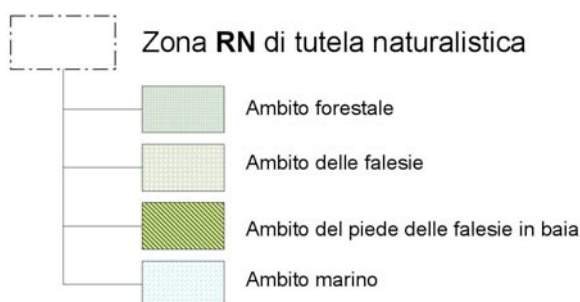 Zona RN di tutela naturalistica
Ambito forestale
Ambito delle falesie
Ambito del piede delle falesie in baia
Ambito marino